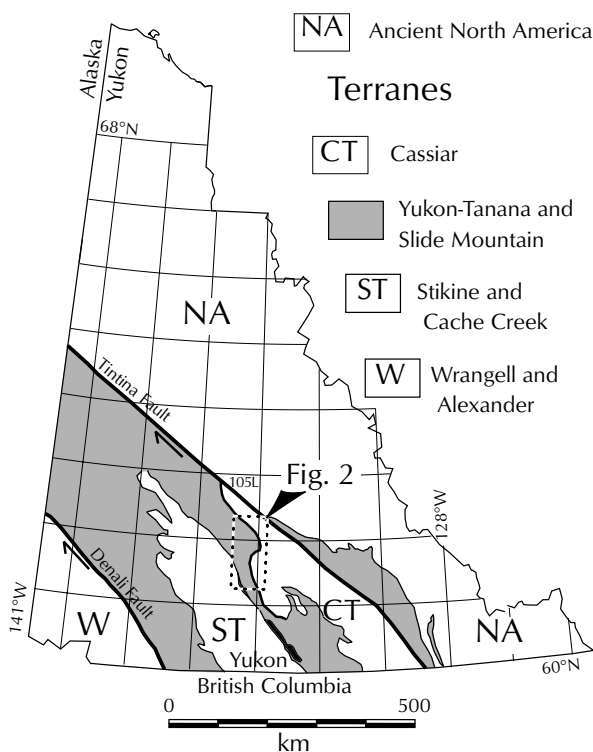 NA Ancient North America
Alaska
Yukon
Terranes
68°N
CT Cassiar
Yukon-Tanana and
Slide Mountain
NA
ST Stikine and
Cache Creek
W Wrangell and
Alexander
Tintina Fault
105L
Fig. 2
128°W
Denali Fault
141°W
W
ST
CT
NA
Yukon
60°N
British Columbia
0 500
km